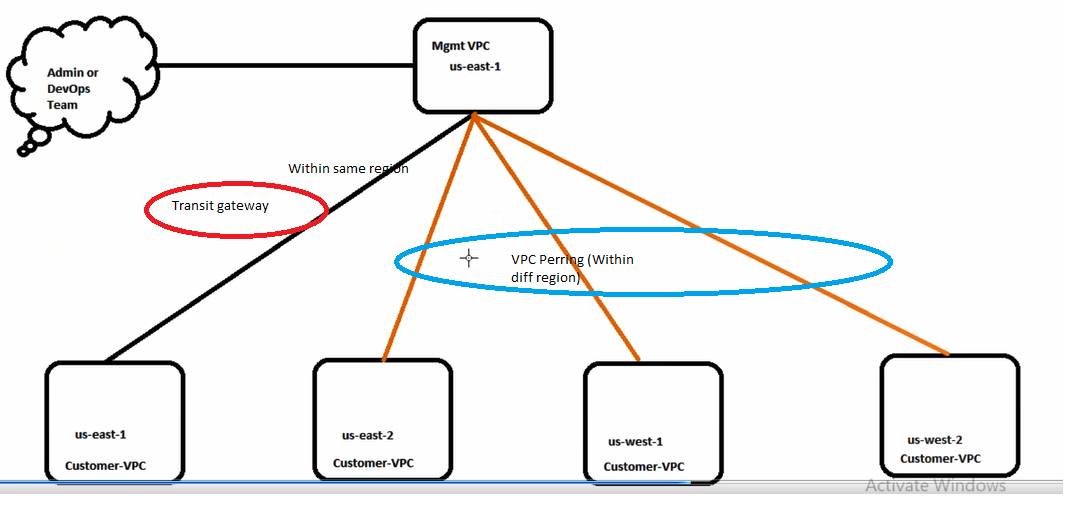 Mgmt VPC
us-east-1
Admin or
DevOps
Team
Within same region
Transit gateway
VPC Perring (Within
diff region)
us-east-1
Customer-VPC
us-east-2
Customer-VPC
us-west-1
Customer-VPC
us-west-2
Customer-VPC
Activate Windows